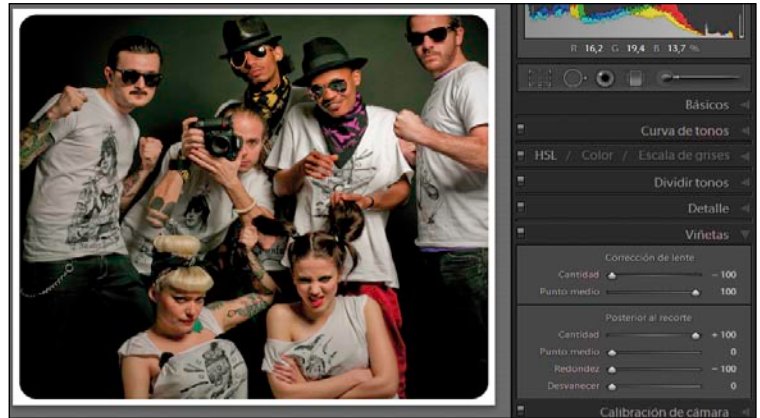 R 16,2 G 19,4 B 13,7 %
Básicos
Curva de tonos
HSL / Color / Escala de grises
Dividir tonos
Detalle
Viñetas
Corrección de lente
Cantidad - 100
Punto medio 100
Posterior al recorte
Cantidad + 100
Punto medio 0
Redondez - 100
Desvanecer 0
Calibración de cámara